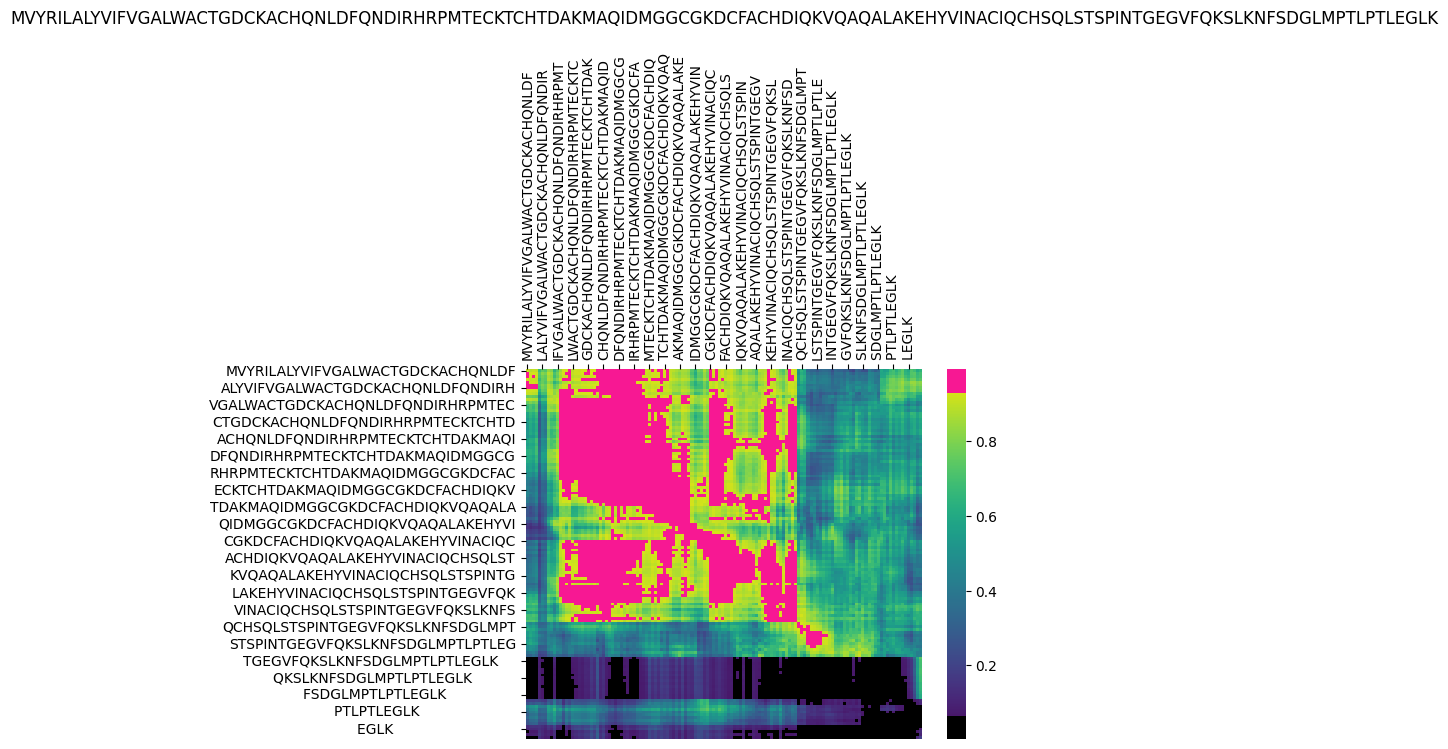 MVYRILALYVIFVGALWACTGDCKACHQNLDFQNDIRHRPMTECKTCHTDAKMAQIDMGGCGKDCFACHDIQKVQAQALAKEHYVINACIQCHSQLSTSPINTGEGVFQKSLKNFSDGLMPTLPTLEGLK
MVYRILALYVIFVGALWACTGDCKACHQNLDF
LALYVIFVGALWACTGDCKACHQNLDFQNDIR
IFVGALWACTGDCKACHQNLDFQNDIRHRPMT
LWACTGDCKACHQNLDFQNDIRHRPMTECKTC
GDCKACHQNLDFQNDIRHRPMTECKTCHTDAK
CHQNLDFQNDIRHRPMTECKTCHTDAKMAQID
DFQNDIRHRPMTECKTCHTDAKMAQIDMGGCG
IRHRPMTECKTCHTDAKMAQIDMGGCGKDCFA
MTECKTCHTDAKMAQIDMGGCGKDCFACHDIQ
TCHTDAKMAQIDMGGCGKDCFACHDIQKVQAQ
AKMAQIDMGGCGKDCFACHDIQKVQAQALAKE
IDMGGCGKDCFACHDIQKVQAQALAKEHYVIN
CGKDCFACHDIQKVQAQALAKEHYVINACIQC
FACHDIQKVQAQALAKEHYVINACIQCHSQLS
IQKVQAQALAKEHYVINACIQCHSQLSTSPIN
AQALAKEHYVINACIQCHSQLSTSPINTGEGV
KEHYVINACIQCHSQLSTSPINTGEGVFQKSL
INACIQCHSQLSTSPINTGEGVFQKSLKNFSD
QCHSQLSTSPINTGEGVFQKSLKNFSDGLMPT
LSTSPINTGEGVFQKSLKNFSDGLMPTLPTLE
INTGEGVFQKSLKNFSDGLMPTLPTLEGLK
GVFQKSLKNFSDGLMPTLPTLEGLK
SLKNFSDGLMPTLPTLEGLK
SDGLMPTLPTLEGLK
PTLPTLEGLK
LEGLK
MVYRILALYVIFVGALWACTGDCKACHQNLDF
ALYVIFVGALWACTGDCKACHQNLDFQNDIRH
VGALWACTGDCKACHQNLDFQNDIRHRPMTEC
CTGDCKACHQNLDFQNDIRHRPMTECKTCHTD
ACHQNLDFQNDIRHRPMTECKTCHTDAKMAQI
DFQNDIRHRPMTECKTCHTDAKMAQIDMGGCG
RHRPMTECKTCHTDAKMAQIDMGGCGKDCFAC
ECKTCHTDAKMAQIDMGGCGKDCFACHDIQKV
TDAKMAQIDMGGCGKDCFACHDIQKVQAQALA
QIDMGGCGKDCFACHDIQKVQAQALAKEHYVI
CGKDCFACHDIQKVQAQALAKEHYVINACIQC
ACHDIQKVQAQALAKEHYVINACIQCHSQLST
KVQAQALAKEHYVINACIQCHSQLSTSPINTG
LAKEHYVINACIQCHSQLSTSPINTGEGVFQK
VINACIQCHSQLSTSPINTGEGVFQKSLKNFS
QCHSQLSTSPINTGEGVFQKSLKNFSDGLMPT
STSPINTGEGVFQKSLKNFSDGLMPTLPTLEG
TGEGVFQKSLKNFSDGLMPTLPTLEGLK
QKSLKNFSDGLMPTLPTLEGLK
FSDGLMPTLPTLEGLK
PTLPTLEGLK
EGLK
0.8
0.6
0.4
0.2